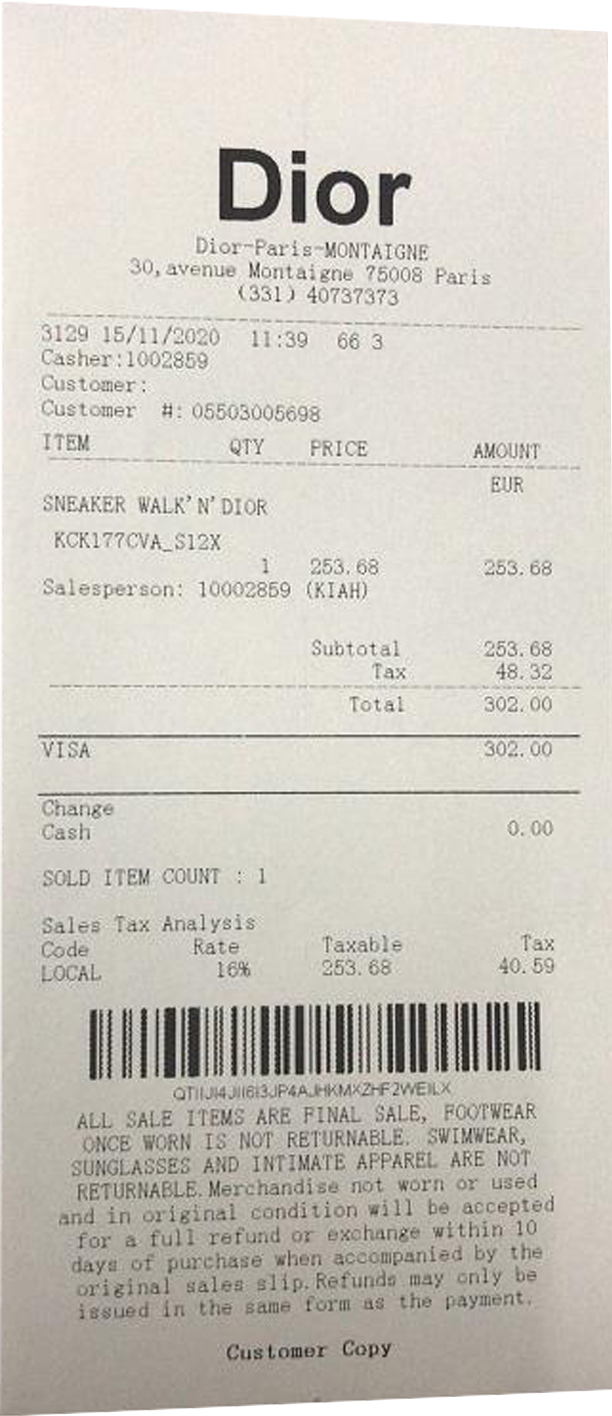 Dior
Dior-Paris-MONTAIGNE
30,avenue Montaigne 75008 Paris
(331) 40737373
3129 15/11/2020 11:39 66 3
Casher:1002859
Customer:
Customer #: 05503005698
ITEM QTY PRICE AMOUNT
EUR
SNEAKER WALK'N'DIOR
KCK177CVA_S12X
1 253.68 253.68
Salesperson: 10002859 (KIAH)
Subtotal 253.68
Tax 48.32
Total 302.00
VISA 302.00
Change
Cash 0.00
SOLD ITEM COUNT : 1
Sales Tax Analysis
Code Rate Taxable Tax
LOCAL 16% 253.68 40.59
ALL SALE ITEMS ARE FINAL SALE, FOOTWEAR
ONCE WORN IS NOT RETURNABLE. SWIMWEAR,
SUNGLASSES AND INTIMATE APPAREL ARE NOT
RETURNABLE.Merchandise not worn or used
and in original condition will be accepted
for a full refund or exchange within 10
days of purchase when accompanied by the
original sales slip.Refunds may only be
issued in the same form as the payment.
Customer Copy